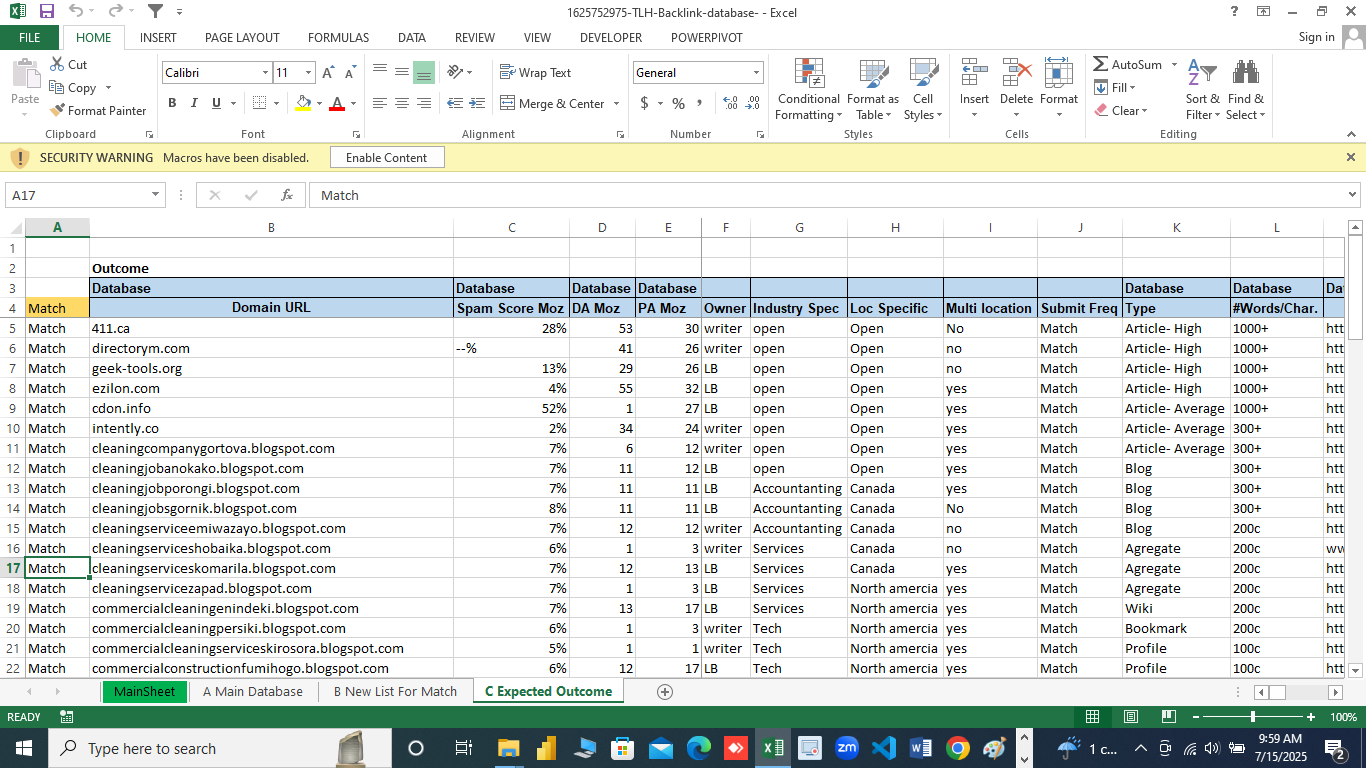 1625752975-TLH-Backlink-database- - Excel
FILE HOME INSERT PAGE LAYOUT FORMULAS DATA REVIEW VIEW DEVELOPER POWERPIVOT Sign in
Paste Cut Copy Format Painter Clipboard
Calibri 11 B I U A Font
Wrap Text Merge & Center Alignment
General $ % , Number
Conditional Formatting Format as Table Cell Styles Styles
Insert Delete Format Cells
AutoSum Fill Clear Sort & Filter Find & Select Editing
SECURITY WARNING Macros have been disabled. Enable Content
A17 fx Match
A B C D E F G H I J K L
1
2 Outcome
3 Database Database Database Database Database Database Da
4 Match Domain URL Spam Score Moz DA Moz PA Moz Owner Industry Spec Loc Specific Multi location Submit Freq Type #Words/Char.
5 Match 411.ca 28% 53 30 writer open Open No Match Article- High 1000+ htt
6 Match directorym.com --% 41 26 writer open Open no Match Article- High 1000+ htt
7 Match geek-tools.org 13% 29 26 LB open Open no Match Article- High 1000+ htt
8 Match ezilon.com 4% 55 32 LB open Open yes Match Article- High 1000+ htt
9 Match cdon.info 52% 1 27 LB open Open yes Match Article- Average 1000+ htt
10 Match intently.co 2% 34 24 writer open Open yes Match Article- Average 300+ htt
11 Match cleaningcompanygortova.blogspot.com 7% 6 12 writer open Open yes Match Article- Average 300+ htt
12 Match cleaningjobanokako.blogspot.com 7% 11 12 LB open Open yes Match Blog 300+ htt
13 Match cleaningjobporongi.blogspot.com 7% 11 11 LB Accountanting Canada yes Match Blog 300+ htt
14 Match cleaningjobsgornik.blogspot.com 8% 11 11 LB Accountanting Canada No Match Blog 300+ htt
15 Match cleaningserviceemiwazayo.blogspot.com 7% 12 12 writer Accountanting Canada no Match Blog 200c htt
16 Match cleaningserviceshobaika.blogspot.com 6% 1 3 writer Services Canada no Match Agregate 200c ww
17 Match cleaningserviceskomarila.blogspot.com 7% 12 13 LB Services Canada yes Match Agregate 200c htt
18 Match cleaningservicezapad.blogspot.com 7% 1 3 LB Services North amercia yes Match Agregate 200c htt
19 Match commercialcleaningenindeki.blogspot.com 7% 13 17 LB Services North amercia yes Match Wiki 200c htt
20 Match commercialcleaningpersiki.blogspot.com 6% 1 3 writer Tech North amercia yes Match Bookmark 200c htt
21 Match commercialcleaningserviceskirosora.blogspot.com 5% 1 1 writer Tech North amercia yes Match Profile 100c htt
22 Match commercialconstructionfumihogo.blogspot.com 6% 12 17 LB Tech North amercia yes Match Profile 100c htt
MainSheet A Main Database B New List For Match C Expected Outcome
READY 100%
Type here to search zm 1 c... 9:59 AM
7/15/2025 2